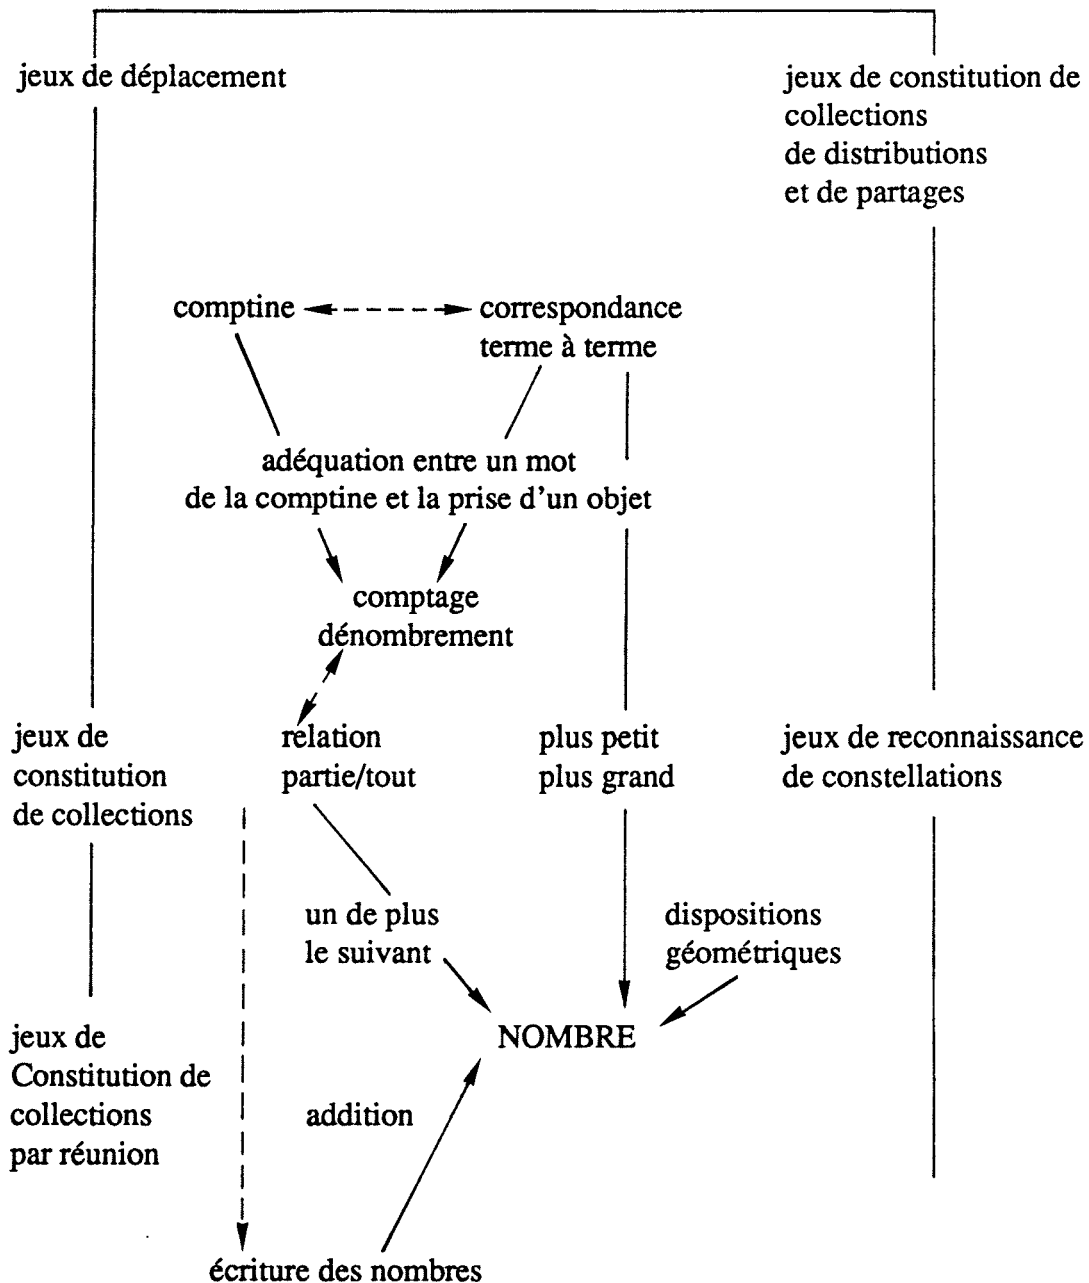 jeux de déplacement
jeux de constitution de
collections
de distributions
et de partages
comptine
correspondance
terme à terme
adéquation entre un mot
de la comptine et la prise d'un objet
comptage
dénombrement
jeux de
constitution
de collections
relation
partie/tout
plus petit
plus grand
jeux de reconnaissance
de constellations
un de plus
le suivant
dispositions
géométriques
NOMBRE
jeux de
Constitution de
collections
par réunion
addition
écriture des nombres